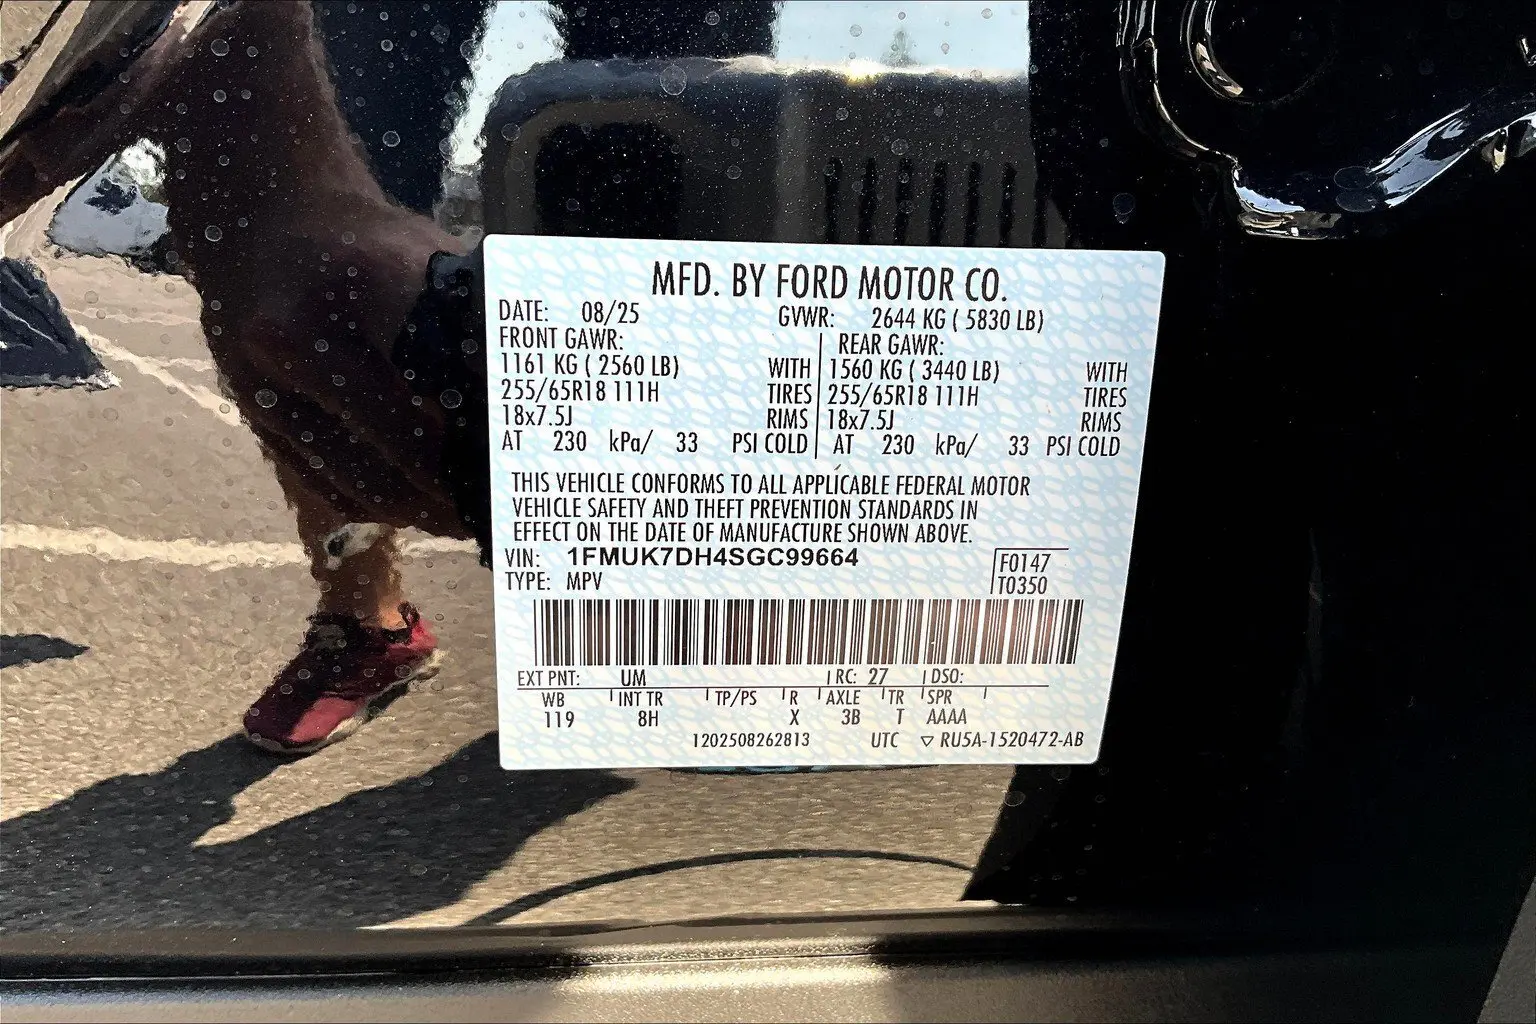 MFD. BY FORD MOTOR CO.
DATE: 08/25 GVWR: 2644 KG ( 5830 LB)
FRONT GAWR: REAR GAWR:
1161 KG ( 2560 LB) WITH 1560 KG ( 3440 LB) WITH
255/65R18 111H TIRES 255/65R18 111H TIRES
18x7.5J RIMS 18x7.5J RIMS
AT 230 kPa/ 33 PSI COLD AT 230 kPa/ 33 PSI COLD
THIS VEHICLE CONFORMS TO ALL APPLICABLE FEDERAL MOTOR
VEHICLE SAFETY AND THEFT PREVENTION STANDARDS IN
EFFECT ON THE DATE OF MANUFACTURE SHOWN ABOVE.
VIN: 1FMUK7DH4SGC99664 F0147
TYPE: MPV T0350
EXT PNT: UM RC: 27 DSO:
WB INT TR TP/PS R AXLE TR SPR
119 8H X 3B T AAAA
1202508262813 UTC ▽ RU5A-1520472-AB